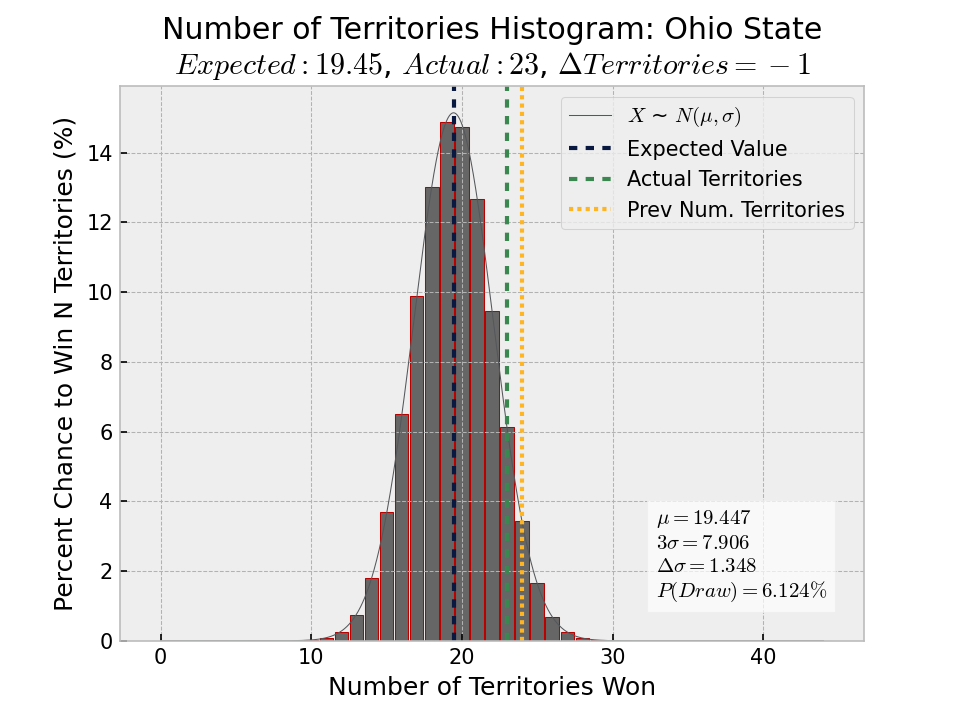 Number of Territories Histogram: Ohio State
Expected : 19.45, Actual : 23, ΔTerritories = −1
Percent Chance to Win N Territories (%)
14
12
10
8
6
4
2
0
X ~ N(μ, σ)
Expected Value
Actual Territories
Prev Num. Territories
μ = 19.447
3σ = 7.906
Δσ = 1.348
P(Draw) = 6.124%
0 10 20 30 40
Number of Territories Won